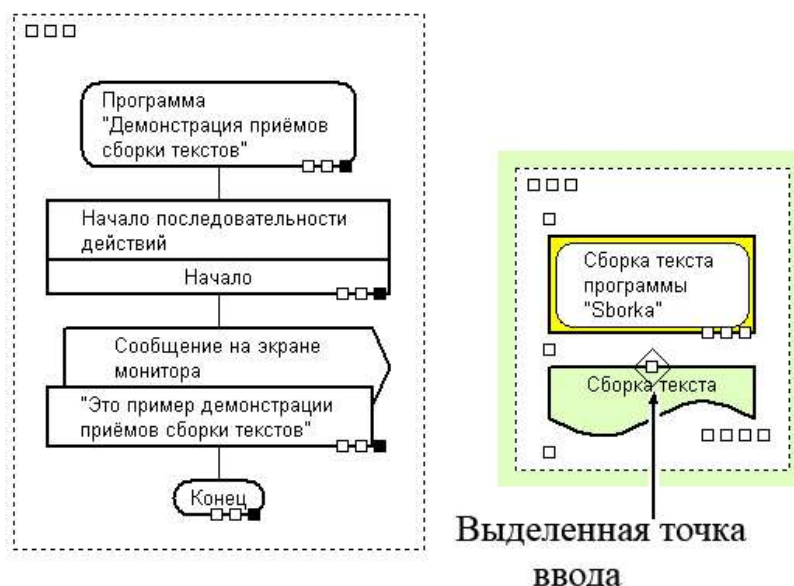 Программа
"Демонстрация приёмов
сборки текстов"
Начало последовательности
действий
Начало
Сообщение на экране
монитора
"Это пример демонстрации
приёмов сборки текстов"
Конец
Сборка текста
программы
"Sborka"
Сборка текста
Выделенная точка
ввода